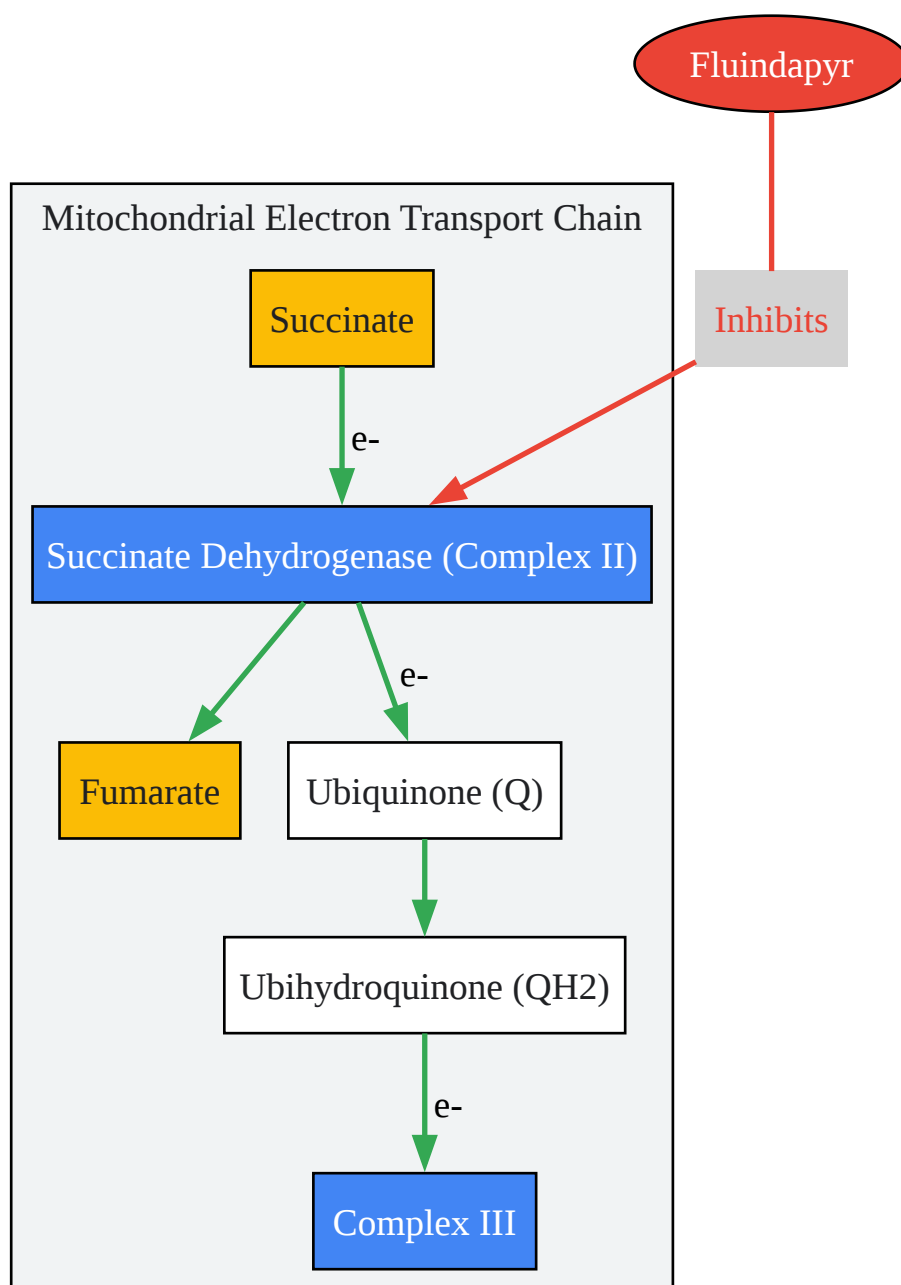 Fluindapyr
Mitochondrial Electron Transport Chain
Succinate
Inhibits
e-
Succinate Dehydrogenase (Complex II)
e-
Fumarate
Ubiquinone (Q)
Ubihydroquinone (QH2)
e-
Complex III